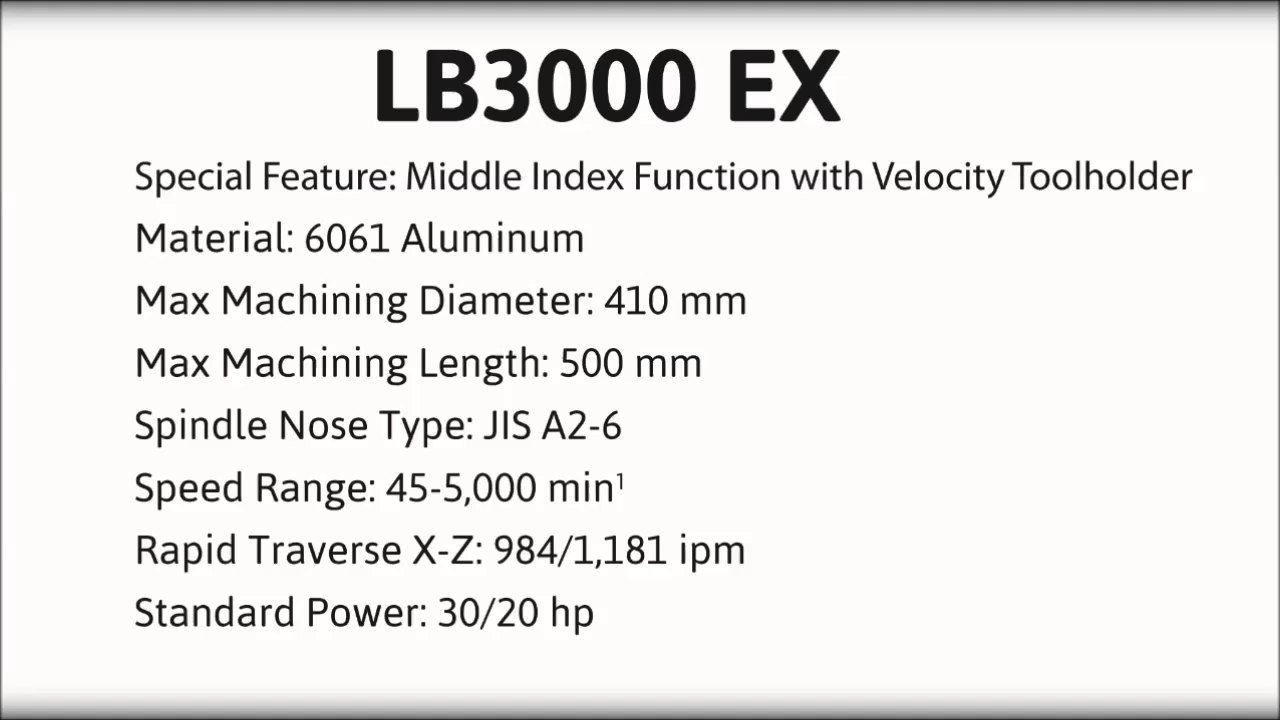 LB3000 EX
Special Feature: Middle Index Function with Velocity Toolholder
Material: 6061 Aluminum
Max Machining Diameter: 410 mm
Max Machining Length: 500 mm
Spindle Nose Type: JIS A2-6
Speed Range: 45-5,000 min¹
Rapid Traverse X-Z: 984/1,181 ipm
Standard Power: 30/20 hp